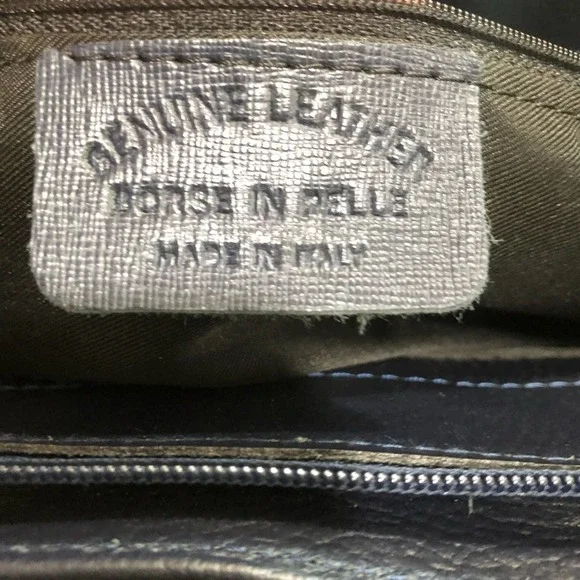 GENUINE LEATHER
BORSE IN PELLE
MADE IN ITALY